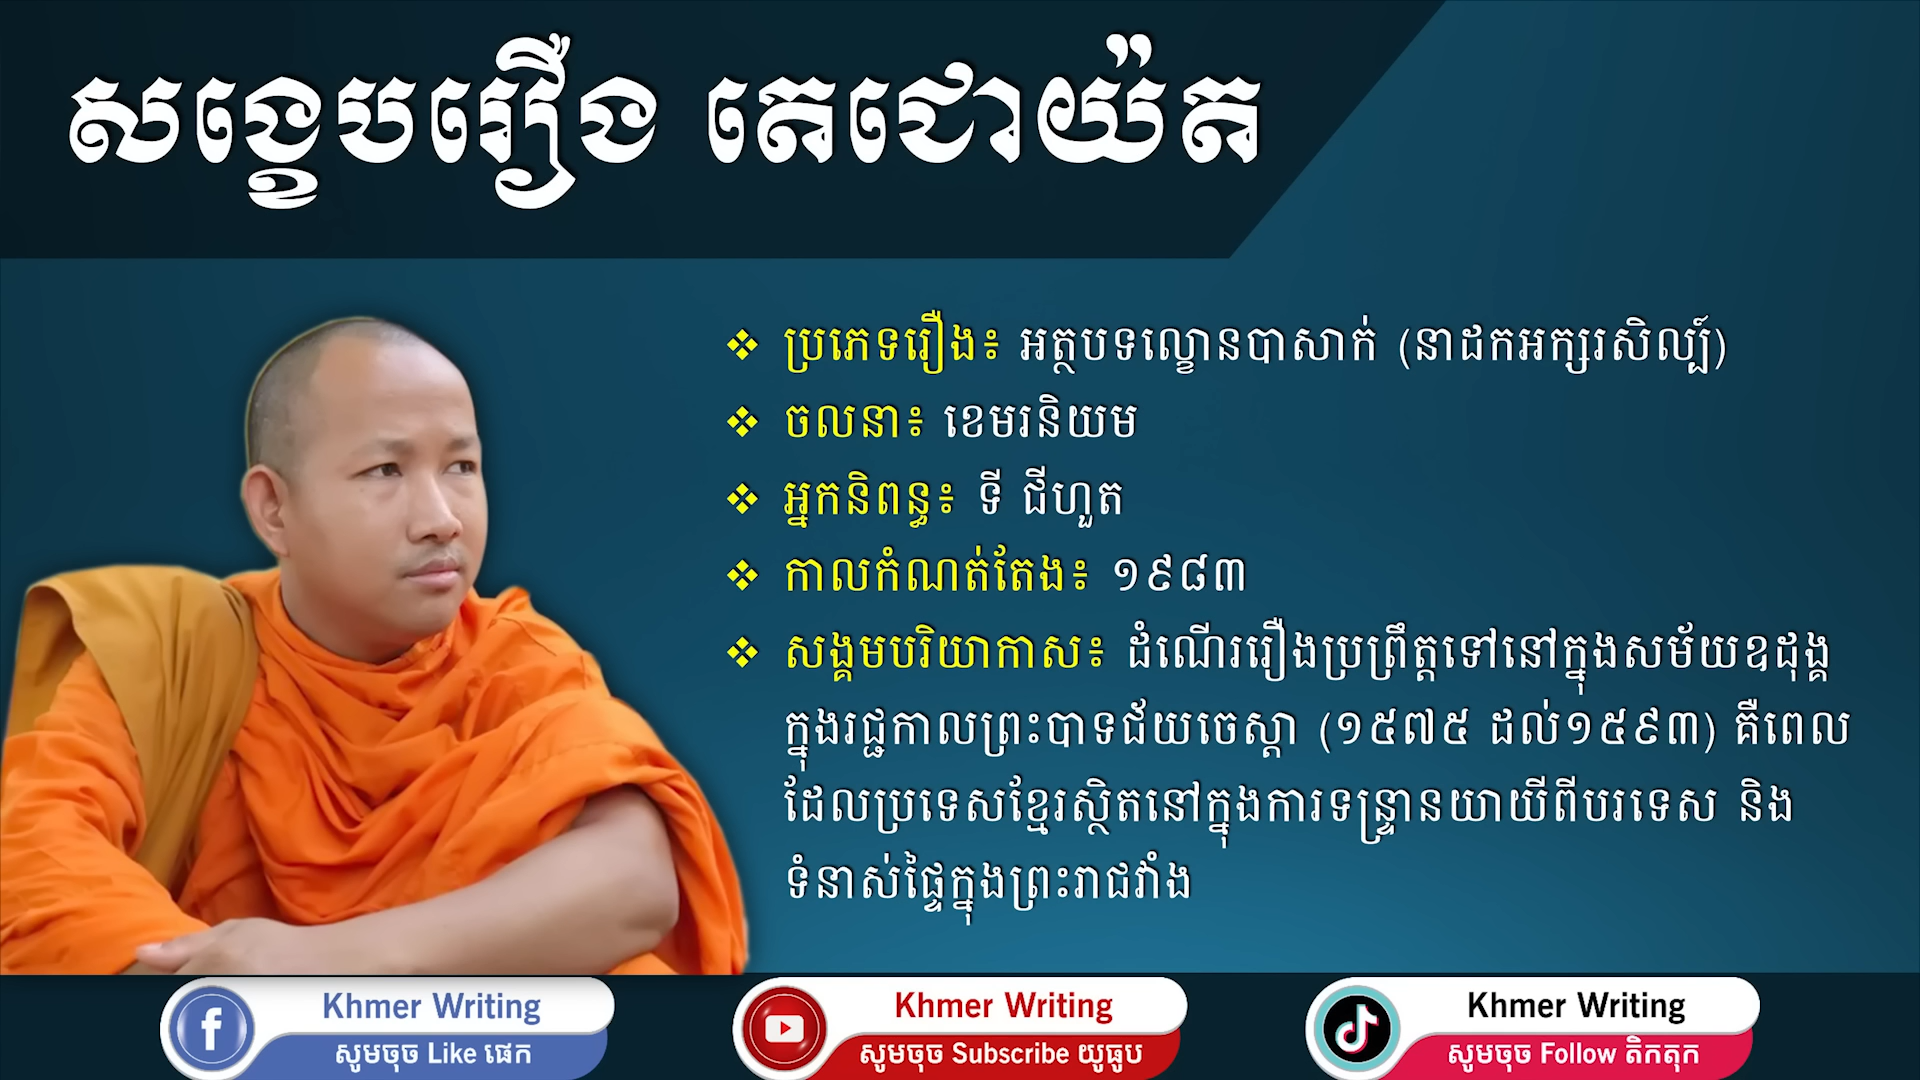 សង្ខេបរឿង តេជោយ៉ត
❖ ប្រភេទរឿង៖ អត្ថបទល្ខោនបាសាក់ (នាដកអក្សរសិល្ប៍)
❖ ចលនា៖ ខេមរនិយម
❖ អ្នកនិពន្ធ៖ ទី ជីហួត
❖ កាលកំណត់តែង៖ ១៩៨៣
❖ សង្គមបរិយាកាស៖ ដំណើររឿងប្រព្រឹត្តទៅនៅក្នុងសម័យឧដុង្គ
ក្នុងរជ្ជកាលព្រះបាទជ័យចេស្តា (១៥៧៥ ដល់១៥៩៣) គឺពេល
ដែលប្រទេសខ្មែរស្ថិតនៅក្នុងការទន្ទ្រានយាយីពីបរទេស និង
ទំនាស់ផ្ទៃក្នុងព្រះរាជវាំង
Khmer Writing
សូមចុច Like ផេក
Khmer Writing
សូមចុច Subscribe យូធូប
Khmer Writing
សូមចុច Follow តិកតុក